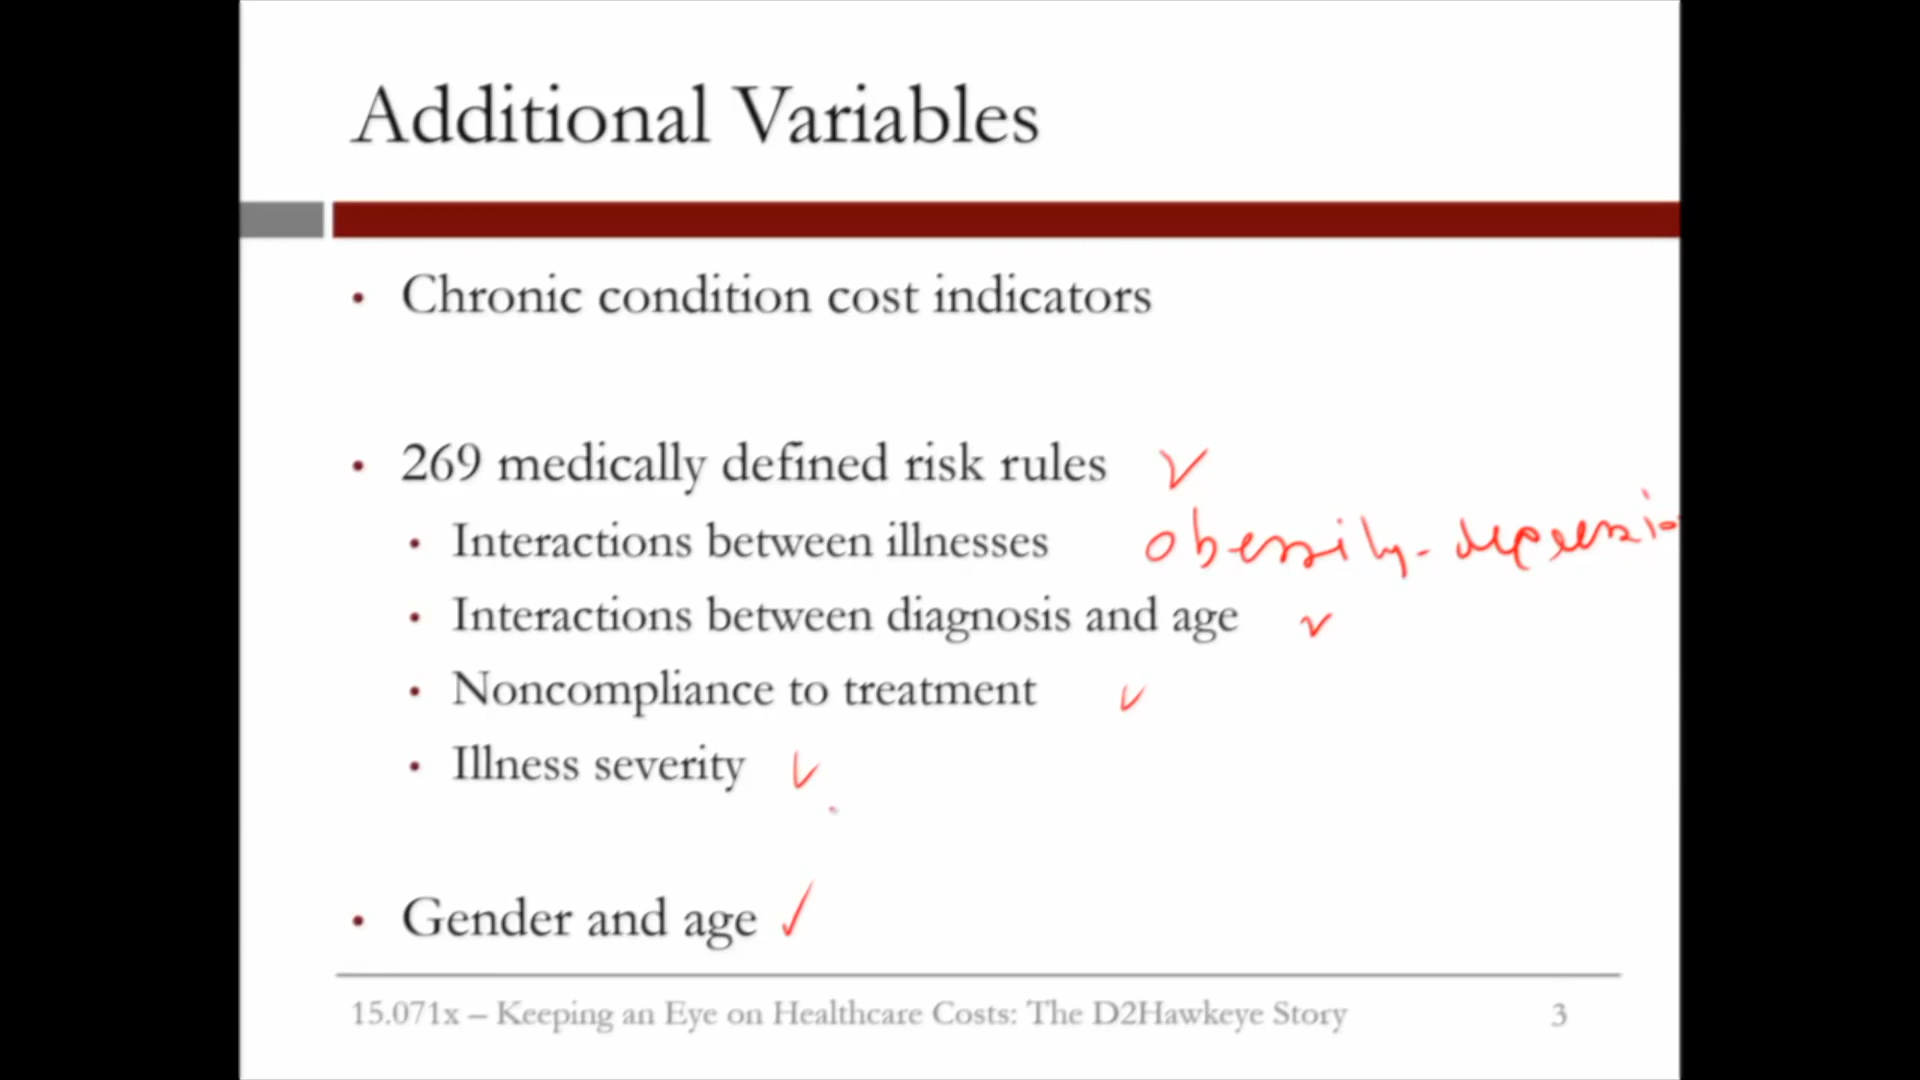 Additional Variables
• Chronic condition cost indicators
• 269 medically defined risk rules
• Interactions between illnesses obessity - depressio
• Interactions between diagnosis and age
• Noncompliance to treatment
• Illness severity
• Gender and age
15.071x – Keeping an Eye on Healthcare Costs: The D2Hawkeye Story 3